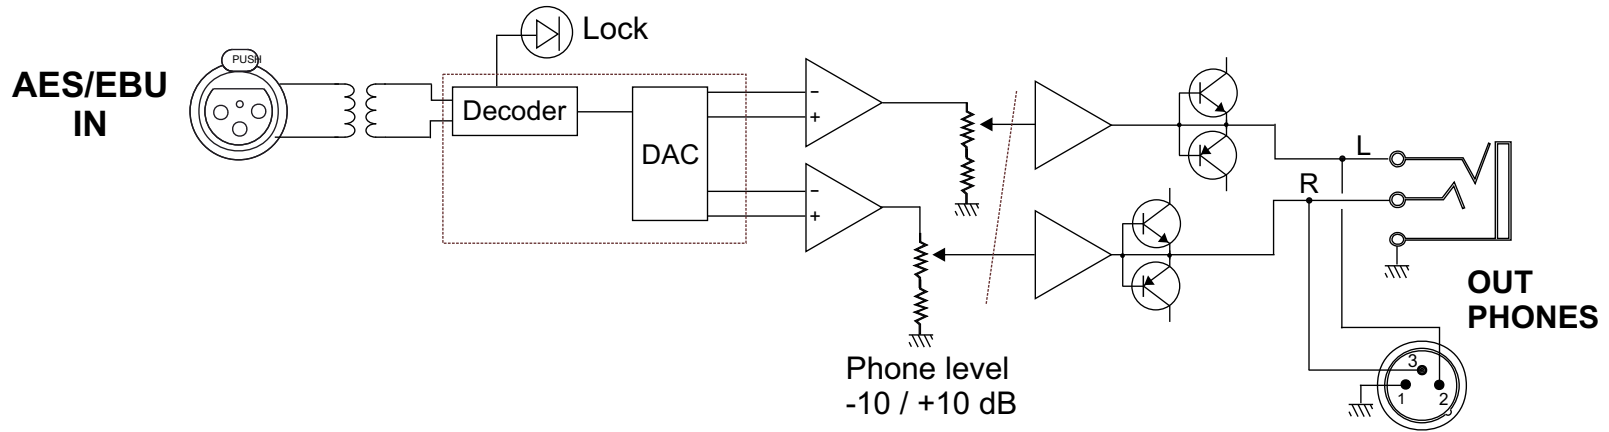 Lock
PUSH
AES/EBU
IN
Decoder
DAC
−
+
−
+
L
R
OUT
PHONES
Phone level
-10 / +10 dB
3
1
2